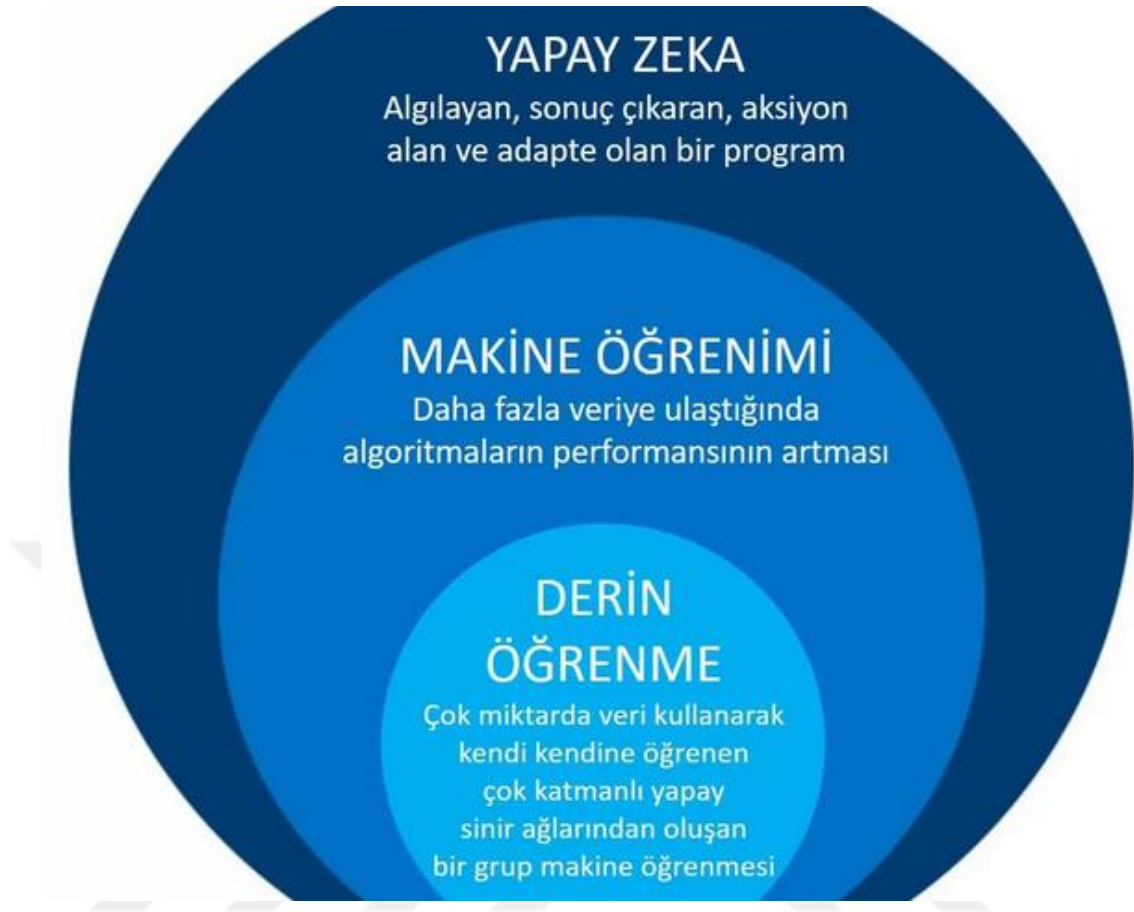 YAPAY ZEKA
Algılayan, sonuç çıkaran, aksiyon
alan ve adapte olan bir program
MAKİNE ÖĞRENİMİ
Daha fazla veriye ulaştığında
algoritmaların performansının artması
DERİN
ÖĞRENME
Çok miktarda veri kullanarak
kendi kendine öğrenen
çok katmanlı yapay
sinir ağlarından oluşan
bir grup makine öğrenmesi